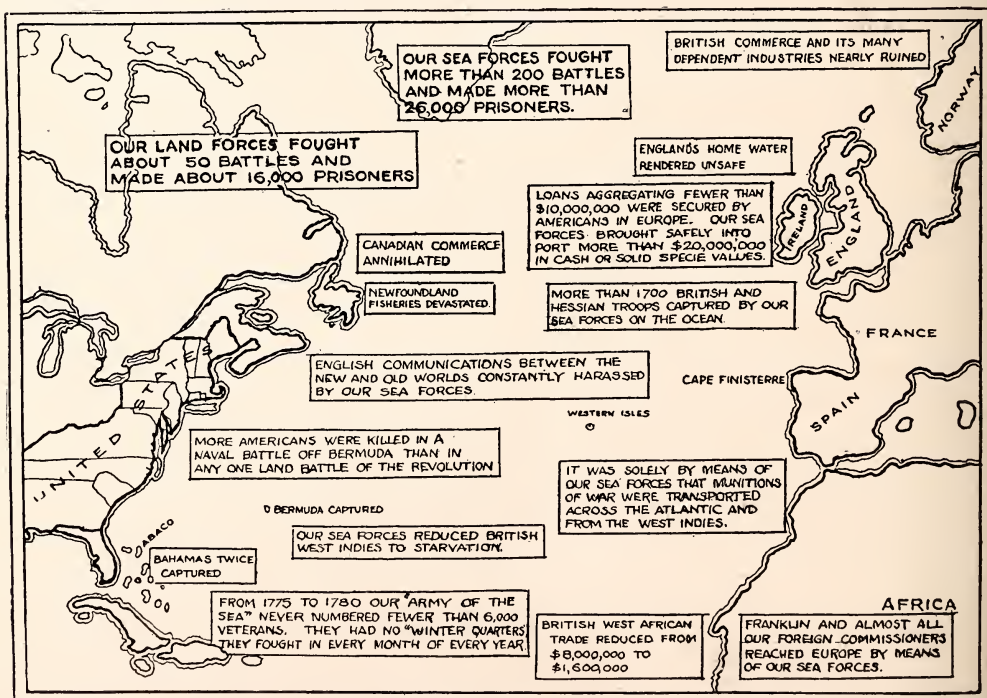 OUR SEA FORCES FOUGHT
MORE THAN 200 BATTLES
AND MADE MORE THAN
26,000 PRISONERS.
BRITISH COMMERCE AND ITS MANY
DEPENDENT INDUSTRIES NEARLY RUINED
NORWAY
OUR LAND FORCES FOUGHT
ABOUT 50 BATTLES AND
MADE ABOUT 16,000 PRISONERS
ENGLAND'S HOME WATER
RENDERED UNSAFE
LOANS AGGREGATING FEWER THAN
$10,000,000 WERE SECURED BY
AMERICANS IN EUROPE. OUR SEA
FORCES BROUGHT SAFELY INTO
PORT MORE THAN $20,000,000
IN CASH OR SOLID SPECIE VALUES.
IRELAND
ENGLAND
CANADIAN COMMERCE
ANNIHILATED
NEWFOUNDLAND
FISHERIES DEVASTATED.
MORE THAN 1700 BRITISH AND
HESSIAN TROOPS CAPTURED BY OUR
SEA FORCES ON THE OCEAN.
FRANCE
ENGLISH COMMUNICATIONS BETWEEN THE
NEW AND OLD WORLDS CONSTANTLY HARASSED
BY OUR SEA FORCES.
CAPE FINISTERRE
SPAIN
WESTERN ISLES
UNITED STATES
MORE AMERICANS WERE KILLED IN A
NAVAL BATTLE OFF BERMUDA THAN IN
ANY ONE LAND BATTLE OF THE REVOLUTION
IT WAS SOLELY BY MEANS OF
OUR SEA FORCES THAT MUNITIONS
OF WAR WERE TRANSPORTED
ACROSS THE ATLANTIC AND
FROM THE WEST INDIES.
BERMUDA CAPTURED
OUR SEA FORCES REDUCED BRITISH
WEST INDIES TO STARVATION.
ABACO
BAHAMAS TWICE
CAPTURED
FROM 1775 TO 1780 OUR "ARMY OF THE
SEA" NEVER NUMBERED FEWER THAN 6,000
VETERANS. THEY HAD NO "WINTER QUARTERS,
THEY FOUGHT IN EVERY MONTH OF EVERY YEAR.
BRITISH WEST AFRICAN
TRADE REDUCED FROM
$8,000,000 TO
$1,600,000
AFRICA
FRANKLIN AND ALMOST ALL
OUR FOREIGN COMMISSIONERS
REACHED EUROPE BY MEANS
OF OUR SEA FORCES.